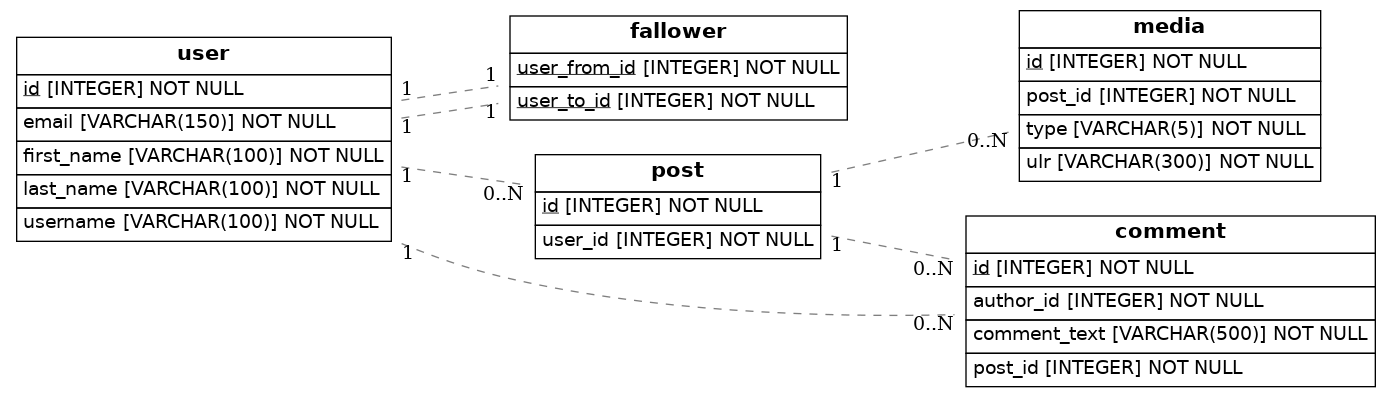 user
id [INTEGER] NOT NULL
email [VARCHAR(150)] NOT NULL
first_name [VARCHAR(100)] NOT NULL
last_name [VARCHAR(100)] NOT NULL
username [VARCHAR(100)] NOT NULL
1
1
1
1
fallower
user_from_id [INTEGER] NOT NULL
user_to_id [INTEGER] NOT NULL
1
0..N
post
id [INTEGER] NOT NULL
user_id [INTEGER] NOT NULL
1
0..N
media
id [INTEGER] NOT NULL
post_id [INTEGER] NOT NULL
type [VARCHAR(5)] NOT NULL
ulr [VARCHAR(300)] NOT NULL
1
0..N
1
0..N
comment
id [INTEGER] NOT NULL
author_id [INTEGER] NOT NULL
comment_text [VARCHAR(500)] NOT NULL
post_id [INTEGER] NOT NULL